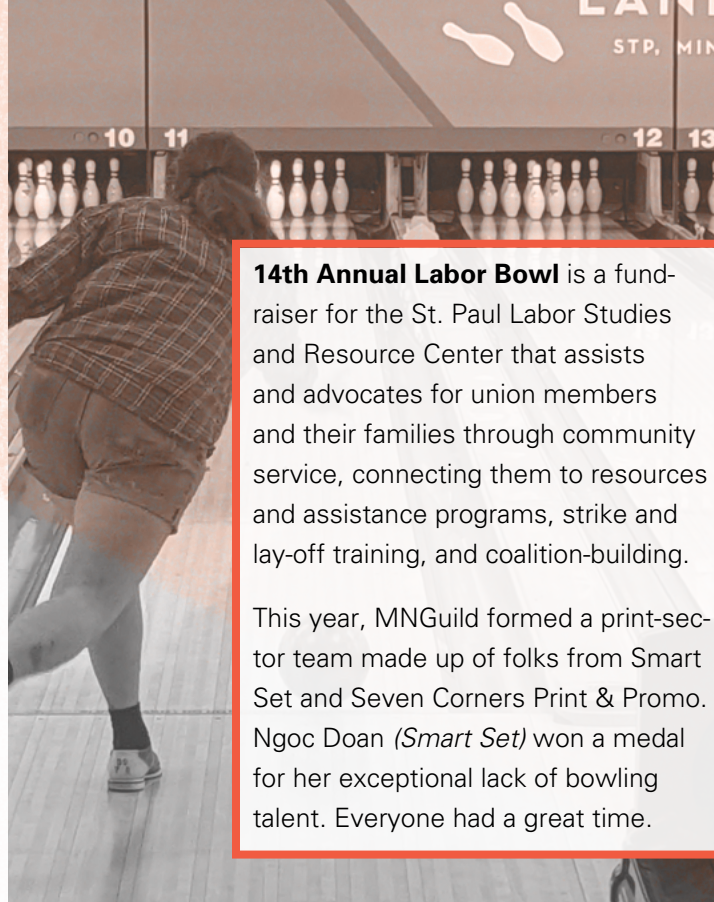 STP, MIN
10 11
12 13
14th Annual Labor Bowl is a fund-
raiser for the St. Paul Labor Studies
and Resource Center that assists
and advocates for union members
and their families through community
service, connecting them to resources
and assistance programs, strike and
lay-off training, and coalition-building.
This year, MNGuild formed a print-sec-
tor team made up of folks from Smart
Set and Seven Corners Print & Promo.
Ngoc Doan (Smart Set) won a medal
for her exceptional lack of bowling
talent. Everyone had a great time.